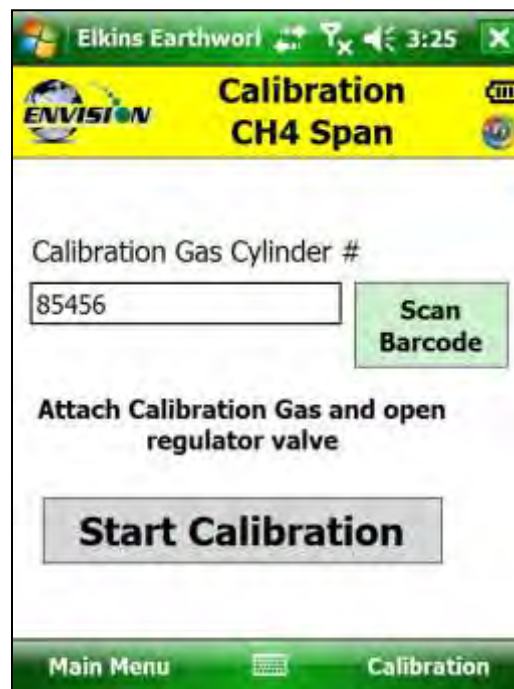 Elkins Earthworl
3:25
ENVISION
Calibration
CH4 Span
Calibration Gas Cylinder #
85456
Scan
Barcode
Attach Calibration Gas and open
regulator valve
Start Calibration
Main Menu
Calibration